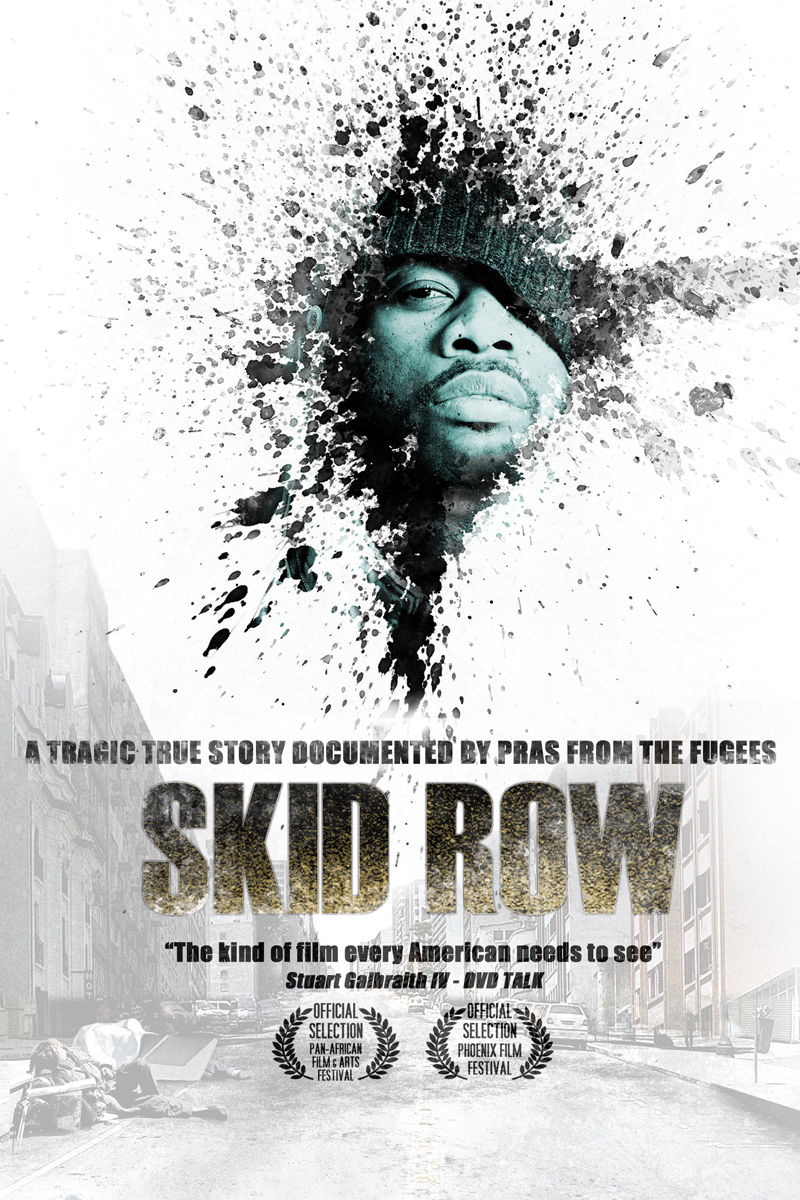 A TRAGIC TRUE STORY DOCUMENTED BY PRAS FROM THE FUGEES
SKID ROW
“The kind of film every American needs to see”
Stuart Galbraith IV - DVD TALK
OFFICIAL
SELECTION
PAN-AFRICAN
FILM & ARTS
FESTIVAL
OFFICIAL
SELECTION
PHOENIX FILM
FESTIVAL